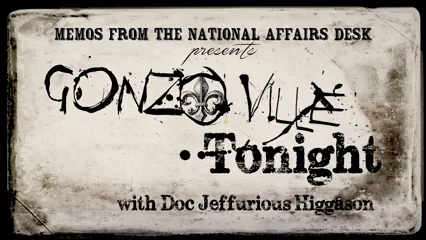 MEMOS FROM THE NATIONAL AFFAIRS DESK
presents
GONZO VILLE
• Tonight
with Doc Jeffurious Higgason